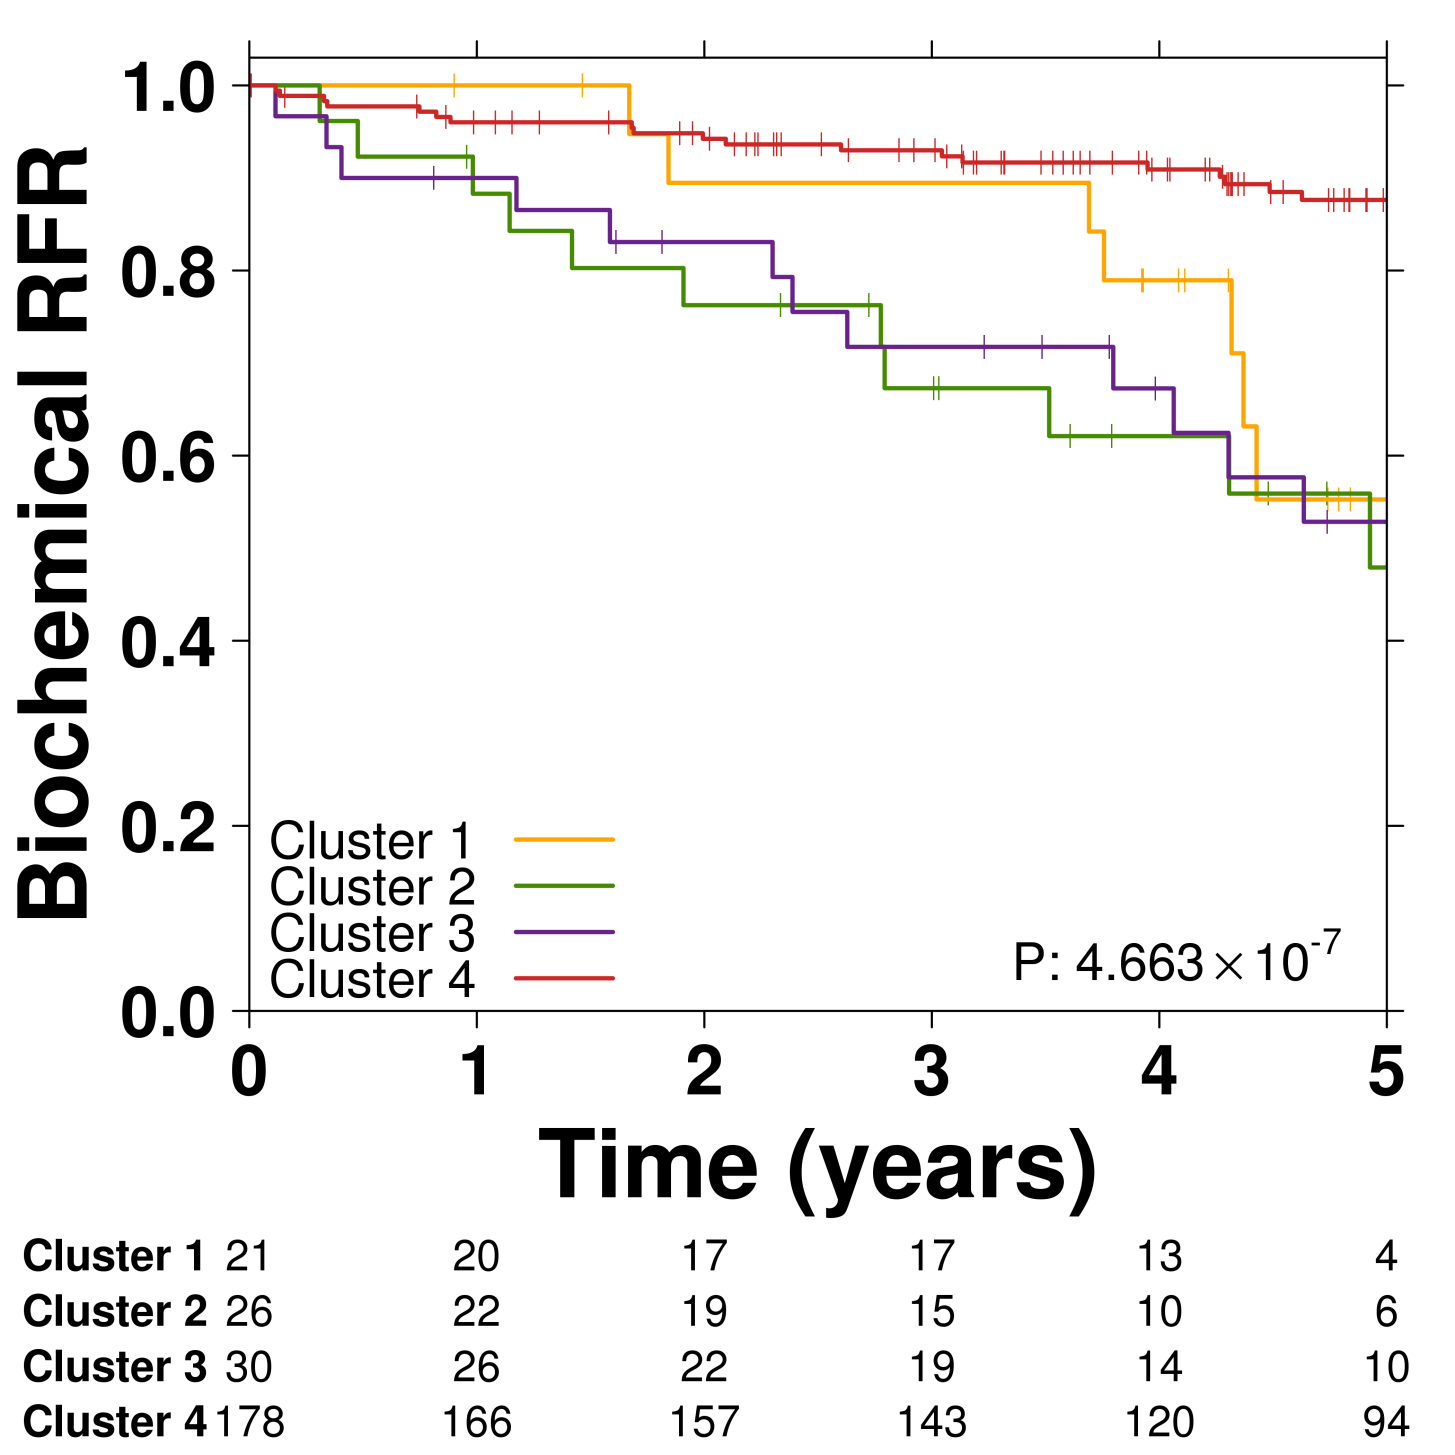 Biochemical RFR
1.0
0.8
0.6
0.4
0.2
0.0
Cluster 1
Cluster 2
Cluster 3
Cluster 4
P: 4.663×10-7
0 1 2 3 4 5
Time (years)
Cluster 1 21 20 17 17 13 4
Cluster 2 26 22 19 15 10 6
Cluster 3 30 26 22 19 14 10
Cluster 4 178 166 157 143 120 94